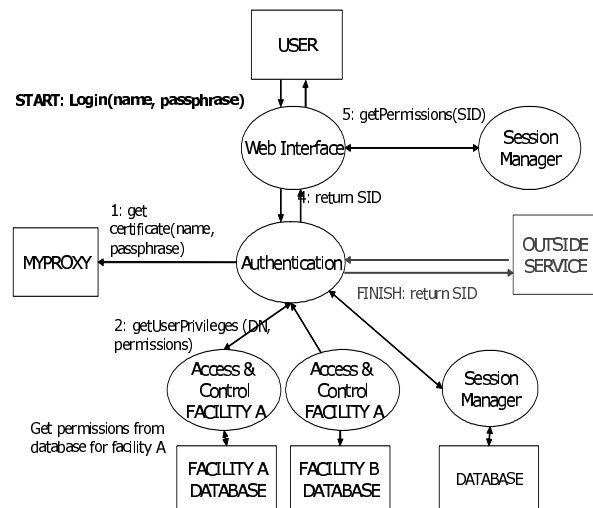 USER
START: Login(name, passphrase)
5: getPermissions(SID)
Web Interface
Session
Manager
4: return SID
1: get
certificate(name,
passphrase)
MYPROXY
Authentication
OUTSIDE
SERVICE
FINISH: return SID
2: getUserPrivileges (DN,
permissions)
Access &
Control
FACILITY A
Access &
Control
FACILITY A
Session
Manager
Get permissions from
database for facility A
FACILITY A
DATABASE
FACILITY B
DATABASE
DATABASE